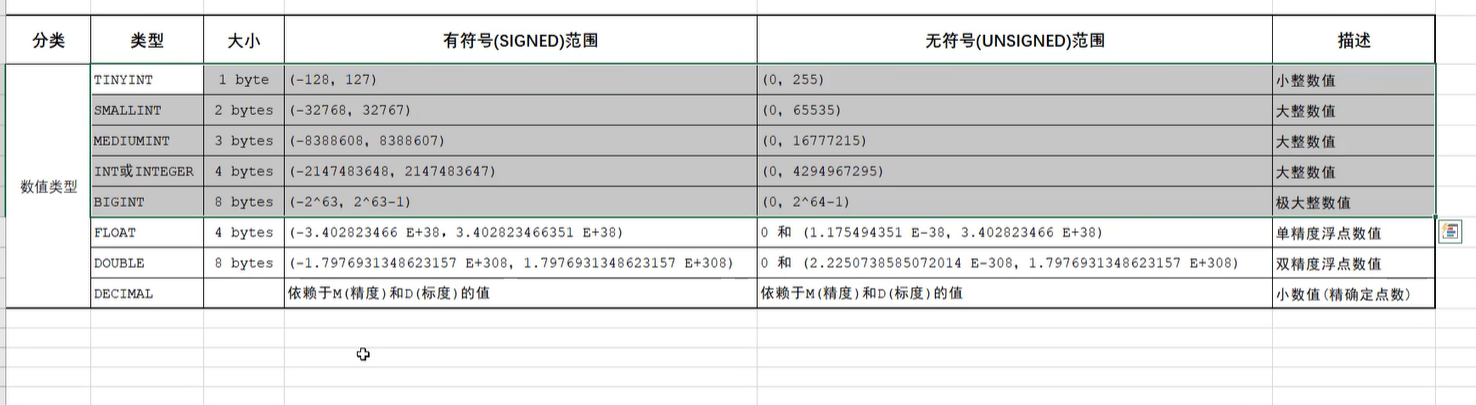 分类 类型 大小 有符号(SIGNED)范围 无符号(UNSIGNED)范围 描述
数值类型
TINYINT 1 byte (-128, 127) (0, 255) 小整数值
SMALLINT 2 bytes (-32768, 32767) (0, 65535) 大整数值
MEDIUMINT 3 bytes (-8388608, 8388607) (0, 16777215) 大整数值
INT或INTEGER 4 bytes (-2147483648, 2147483647) (0, 4294967295) 大整数值
BIGINT 8 bytes (-2^63, 2^63-1) (0, 2^64-1) 极大整数值
FLOAT 4 bytes (-3.402823466 E+38, 3.402823466351 E+38) 0 和 (1.175494351 E-38, 3.402823466 E+38) 单精度浮点数值
DOUBLE 8 bytes (-1.7976931348623157 E+308, 1.7976931348623157 E+308) 0 和 (2.2250738585072014 E-308, 1.7976931348623157 E+308) 双精度浮点数值
DECIMAL 依赖于M(精度)和D(标度)的值 依赖于M(精度)和D(标度)的值 小数值(精确定点数)